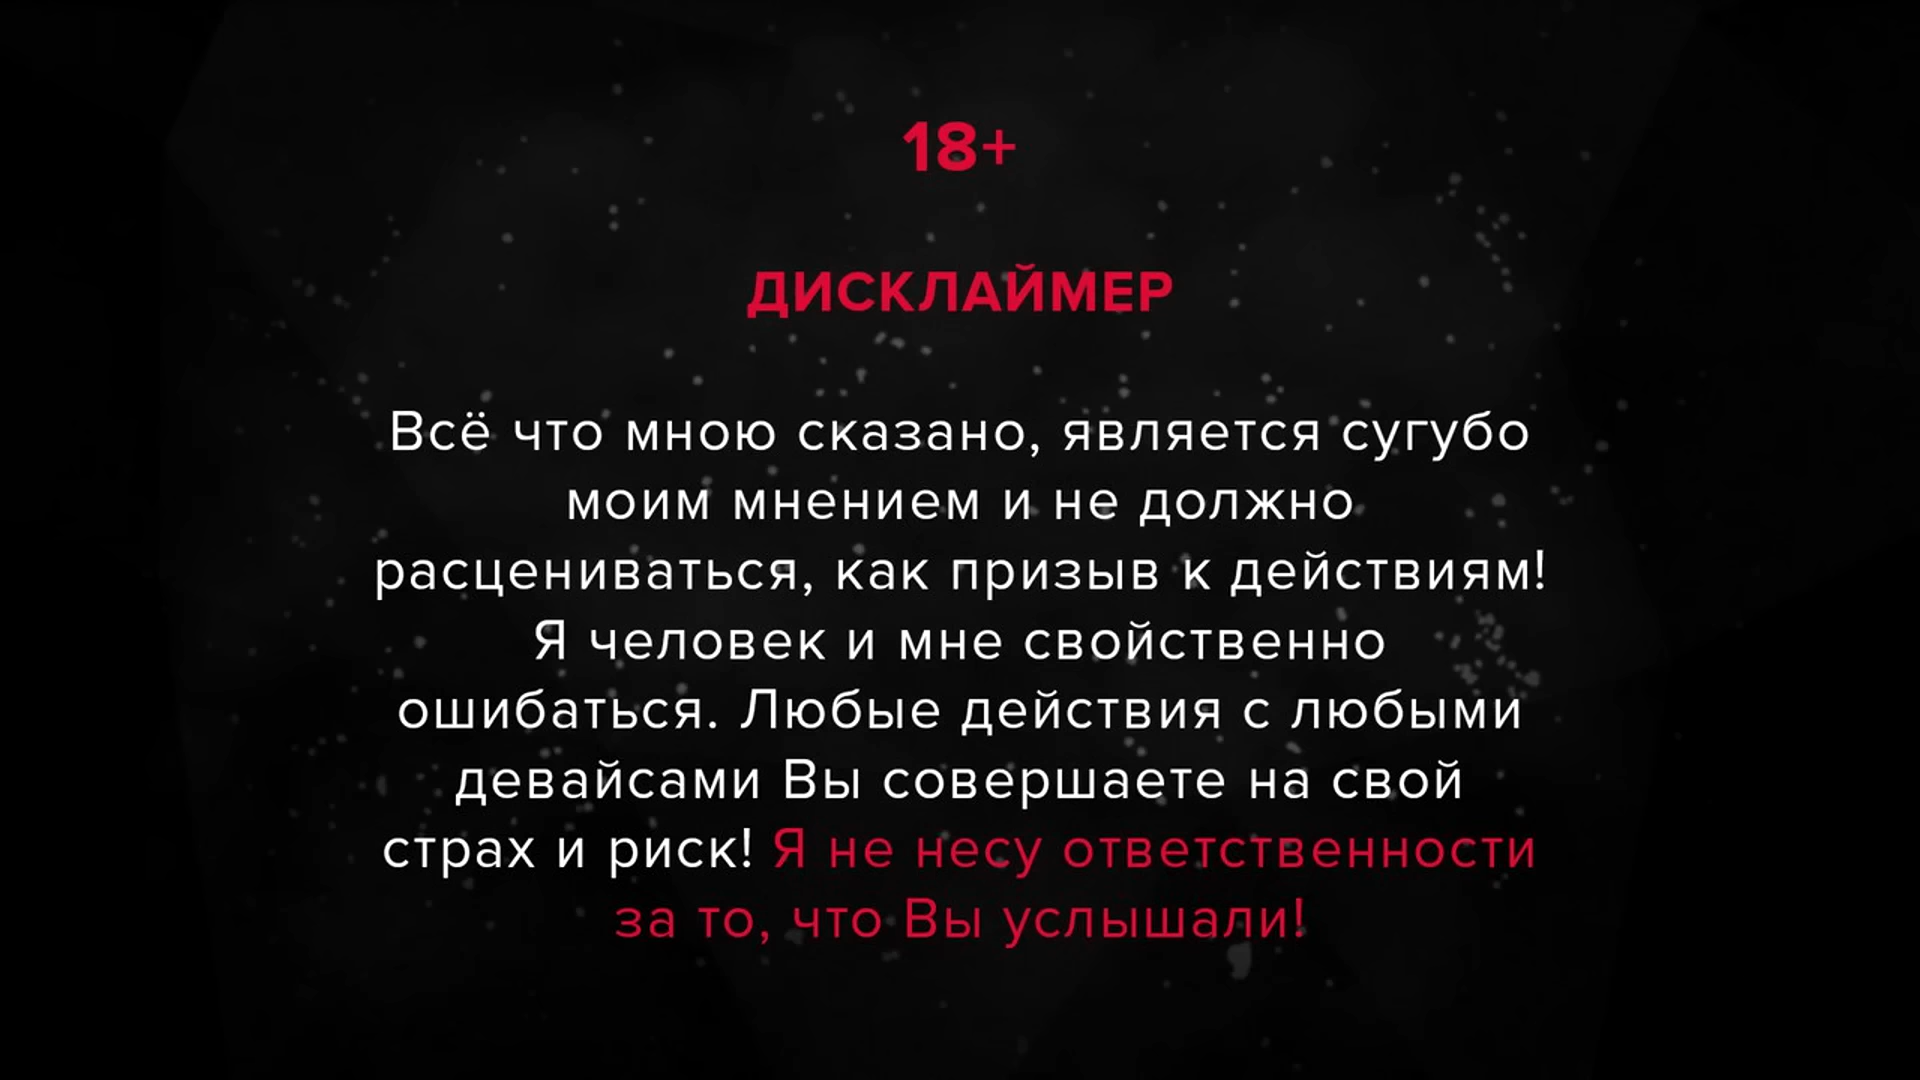 18+
ДИСКЛАЙМЕР
Всё что мною сказано, является сугубо
моим мнением и не должно
расцениваться, как призыв к действиям!
Я человек и мне свойственно
ошибаться. Любые действия с любыми
девайсами Вы совершаете на свой
страх и риск! Я не несу ответственности
за то, что Вы услышали!